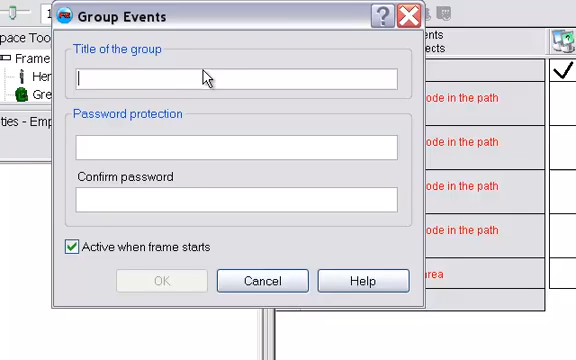 Group Events
Title of the group
Password protection
Confirm password
Active when frame starts
OK
Cancel
Help
1
pace Too
Frame
Her
Gre
ties - Emp
ents
ects
ode in the path
ode in the path
ode in the path
ode in the path
area